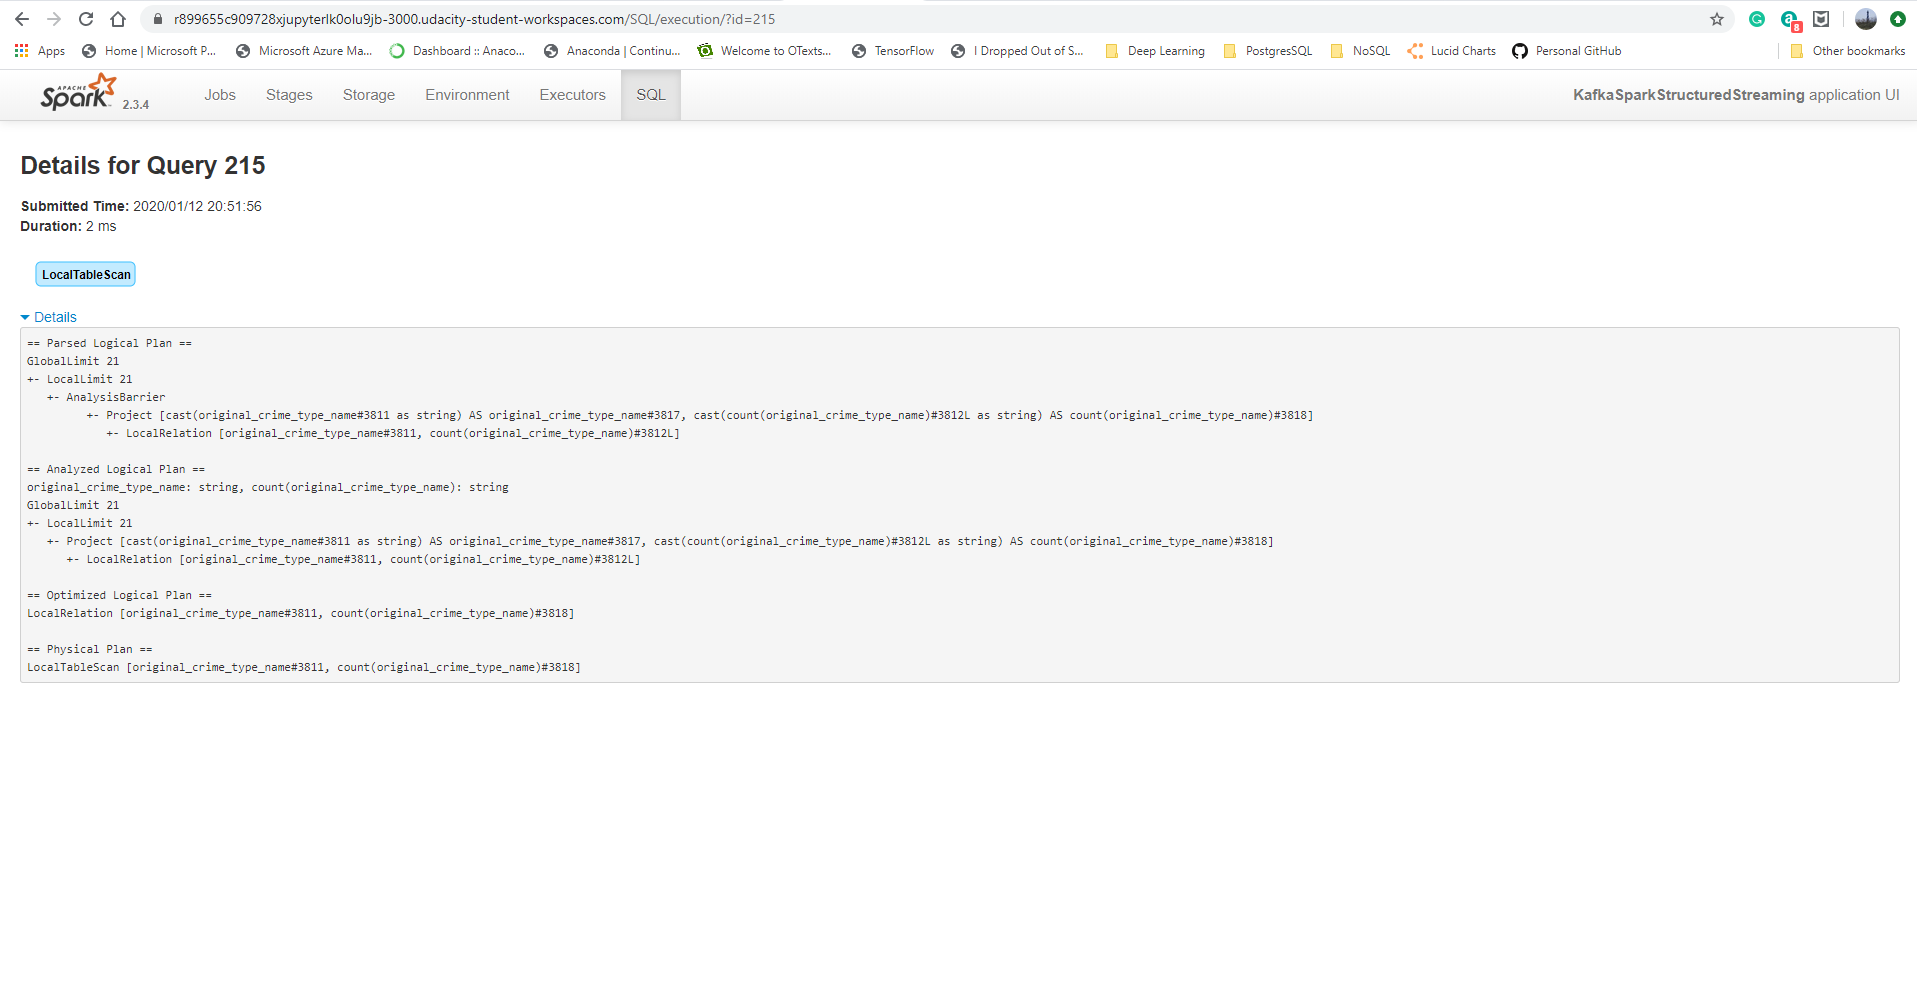 r899655c909728xjupyterlk0olu9jb-3000.udacity-student-workspaces.com/SQL/execution/?id=215
Apps Home | Microsoft P... Microsoft Azure Ma... Dashboard :: Anaco... Anaconda | Continu... Welcome to OTexts... TensorFlow I Dropped Out of S... Deep Learning PostgresSQL NoSQL Lucid Charts Personal GitHub Other bookmarks
APACHE Spark 2.3.4 Jobs Stages Storage Environment Executors SQL KafkaSparkStructuredStreaming application UI
Details for Query 215
Submitted Time: 2020/01/12 20:51:56
Duration: 2 ms
LocalTableScan
Details
== Parsed Logical Plan ==
GlobalLimit 21
+- LocalLimit 21
   +- AnalysisBarrier
         +- Project [cast(original_crime_type_name#3811 as string) AS original_crime_type_name#3817, cast(count(original_crime_type_name)#3812L as string) AS count(original_crime_type_name)#3818]
            +- LocalRelation [original_crime_type_name#3811, count(original_crime_type_name)#3812L]
== Analyzed Logical Plan ==
original_crime_type_name: string, count(original_crime_type_name): string
GlobalLimit 21
+- LocalLimit 21
   +- Project [cast(original_crime_type_name#3811 as string) AS original_crime_type_name#3817, cast(count(original_crime_type_name)#3812L as string) AS count(original_crime_type_name)#3818]
      +- LocalRelation [original_crime_type_name#3811, count(original_crime_type_name)#3812L]
== Optimized Logical Plan ==
LocalRelation [original_crime_type_name#3811, count(original_crime_type_name)#3818]
== Physical Plan ==
LocalTableScan [original_crime_type_name#3811, count(original_crime_type_name)#3818]